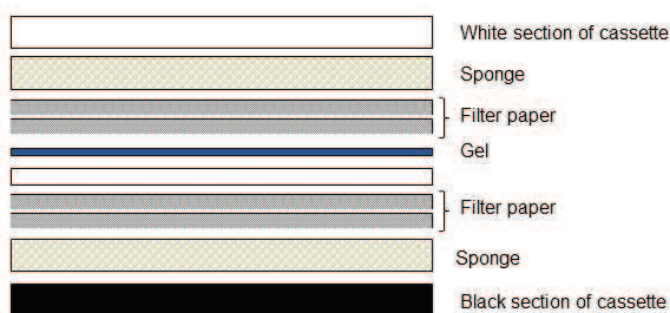 White section of cassette
Sponge
Filter paper
Gel
Filter paper
Sponge
Black section of cassette